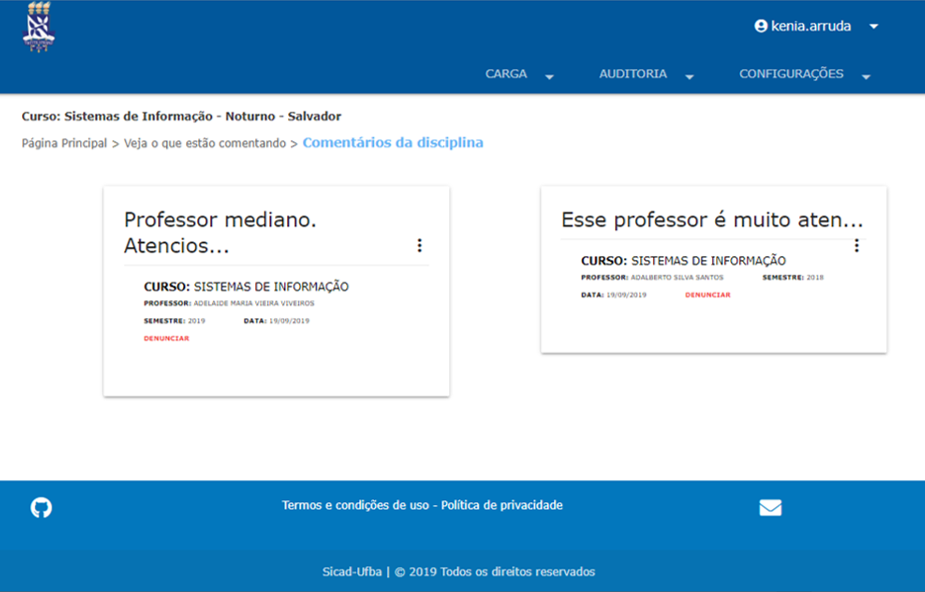 kenia.arruda
CARGA
AUDITORIA
CONFIGURAÇÕES
Curso: Sistemas de Informação - Noturno - Salvador
Página Principal > Veja o que estão comentando > Comentários da disciplina
Professor mediano.
Atencios...
CURSO: SISTEMAS DE INFORMAÇÃO
PROFESSOR: ADELAIDE MARIA VIEIRA VIVEIROS
SEMESTRE: 2019 DATA: 19/09/2019
DENUNCIAR
Esse professor é muito aten...
CURSO: SISTEMAS DE INFORMAÇÃO
PROFESSOR: ADALBERTO SILVA SANTOS SEMESTRE: 2018
DATA: 19/09/2019 DENUNCIAR
Termos e condições de uso - Política de privacidade
Sicad-Ufba | © 2019 Todos os direitos reservados